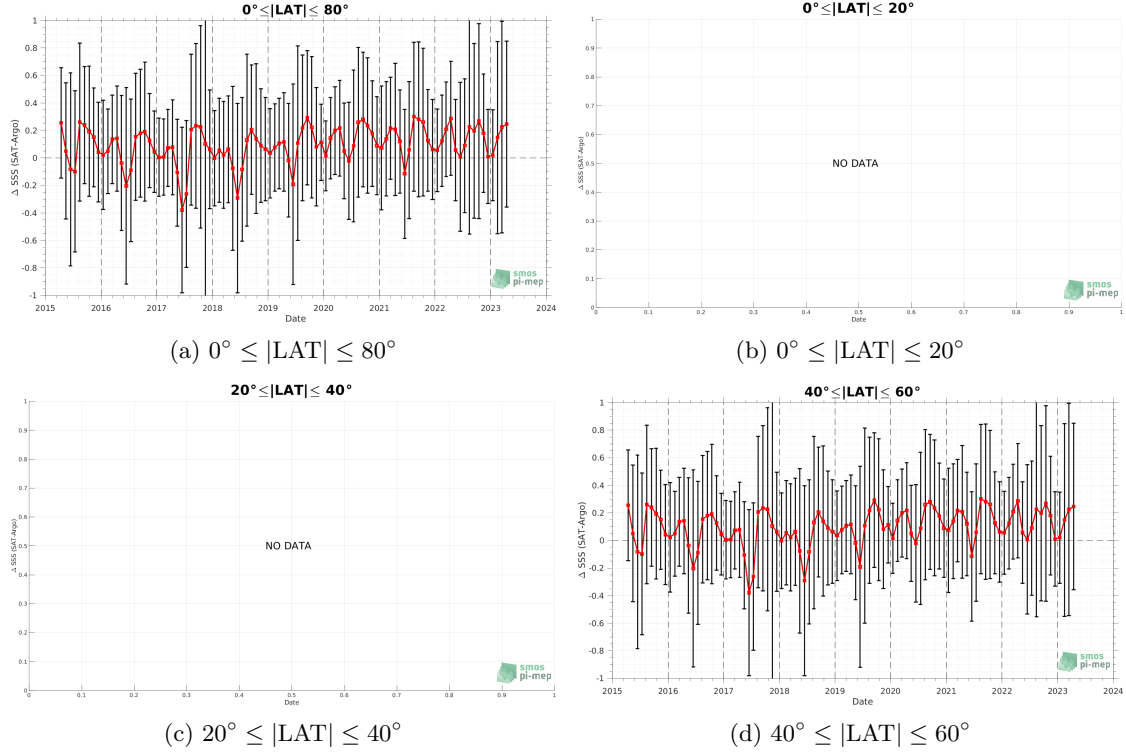 0°≤|LAT|≤ 80°
1
0.8
0.6
0.4
0.2
0
-0.2
-0.4
-0.6
-0.8
-1
Δ SSS (SAT-Argo)
2015 2016 2017 2018 2019 2020 2021 2022 2023 2024
Date
smos
pi-mep
(a) 0° ≤ |LAT| ≤ 80°
0°≤|LAT|≤ 20°
1
0.9
0.8
0.7
0.6
0.5
0.4
0.3
0.2
0.1
0
Δ SSS (SAT-Argo)
NO DATA
0 0.1 0.2 0.3 0.4 0.5 0.6 0.7 0.8 0.9 1
Date
smos
pi-mep
(b) 0° ≤ |LAT| ≤ 20°
20°≤|LAT|≤ 40°
1
0.9
0.8
0.7
0.6
0.5
0.4
0.3
0.2
0.1
0
Δ SSS (SAT-Argo)
NO DATA
0 0.1 0.2 0.3 0.4 0.5 0.6 0.7 0.8 0.9 1
Date
smos
pi-mep
(c) 20° ≤ |LAT| ≤ 40°
40°≤|LAT|≤ 60°
1
0.8
0.6
0.4
0.2
0
-0.2
-0.4
-0.6
-0.8
-1
Δ SSS (SAT-Argo)
2015 2016 2017 2018 2019 2020 2021 2022 2023 2024
Date
smos
pi-mep
(d) 40° ≤ |LAT| ≤ 60°